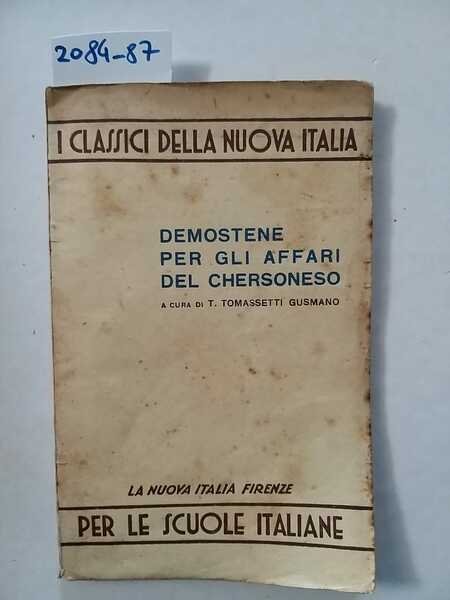 2084-87
I CLASSICI DELLA NUOVA ITALIA
DEMOSTENE
PER GLI AFFARI
DEL CHERSONESO
A CURA DI T. TOMASSETTI GUSMANO
LA NUOVA ITALIA FIRENZE
PER LE SCUOLE ITALIANE